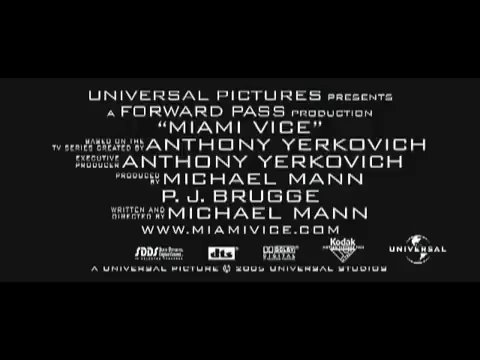 UNIVERSAL PICTURES PRESENTS
A FORWARD PASS PRODUCTION
"MIAMI VICE"
BASED ON THE TV SERIES CREATED BY ANTHONY YERKOVICH
EXECUTIVE PRODUCER ANTHONY YERKOVICH
PRODUCED BY MICHAEL MANN
P. J. BRUGGE
WRITTEN AND DIRECTED BY MICHAEL MANN
WWW.MIAMIVICE.COM
SDDS dts DOLBY DIGITAL Kodak UNIVERSAL
A UNIVERSAL PICTURE © 2005 UNIVERSAL STUDIOS